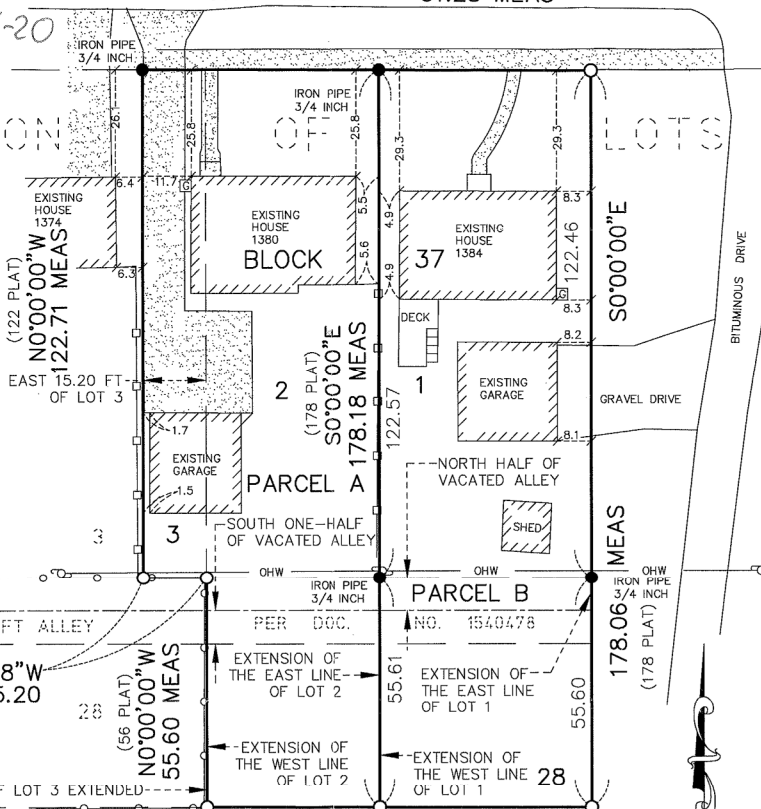 -20
IRON PIPE
3/4 INCH
IRON PIPE
3/4 INCH
ON
OF
LOTS
26.1
25.8
25.8
29.3
29.3
6.4
11.7
G
5.5
4.9
8.3
EXISTING
HOUSE
1374
EXISTING
HOUSE
1380
EXISTING
HOUSE
1384
BLOCK
37
5.6
4.9
6.3
G
8.3
(122 PLAT)
N0°00'00"W
122.71 MEAS
122.46
S0°00'00"E
BITUMINOUS DRIVE
DECK
8.2
EAST 15.20 FT
OF LOT 3
2
(178 PLAT)
S0°00'00"E
178.18 MEAS
122.57
1
EXISTING
GARAGE
GRAVEL DRIVE
8.1
1.7
EXISTING
GARAGE
1.5
PARCEL A
NORTH HALF OF
VACATED ALLEY
SHED
3
3
SOUTH ONE-HALF
OF VACATED ALLEY
OHW
OHW
OHW
IRON PIPE
3/4 INCH
PARCEL B
IRON PIPE
3/4 INCH
178.06 MEAS
(178 PLAT)
FT ALLEY
PER DOC.
NO. 1540478
8"W
5.20
28
(56 PLAT)
N0°00'00"W
55.60 MEAS
EXTENSION OF
THE EAST LINE
OF LOT 2
55.61
EXTENSION OF
THE EAST LINE
OF LOT 1
55.60
EXTENSION OF
THE WEST LINE
OF LOT 2
EXTENSION OF
THE WEST LINE
OF LOT 1
28
F LOT 3 EXTENDED